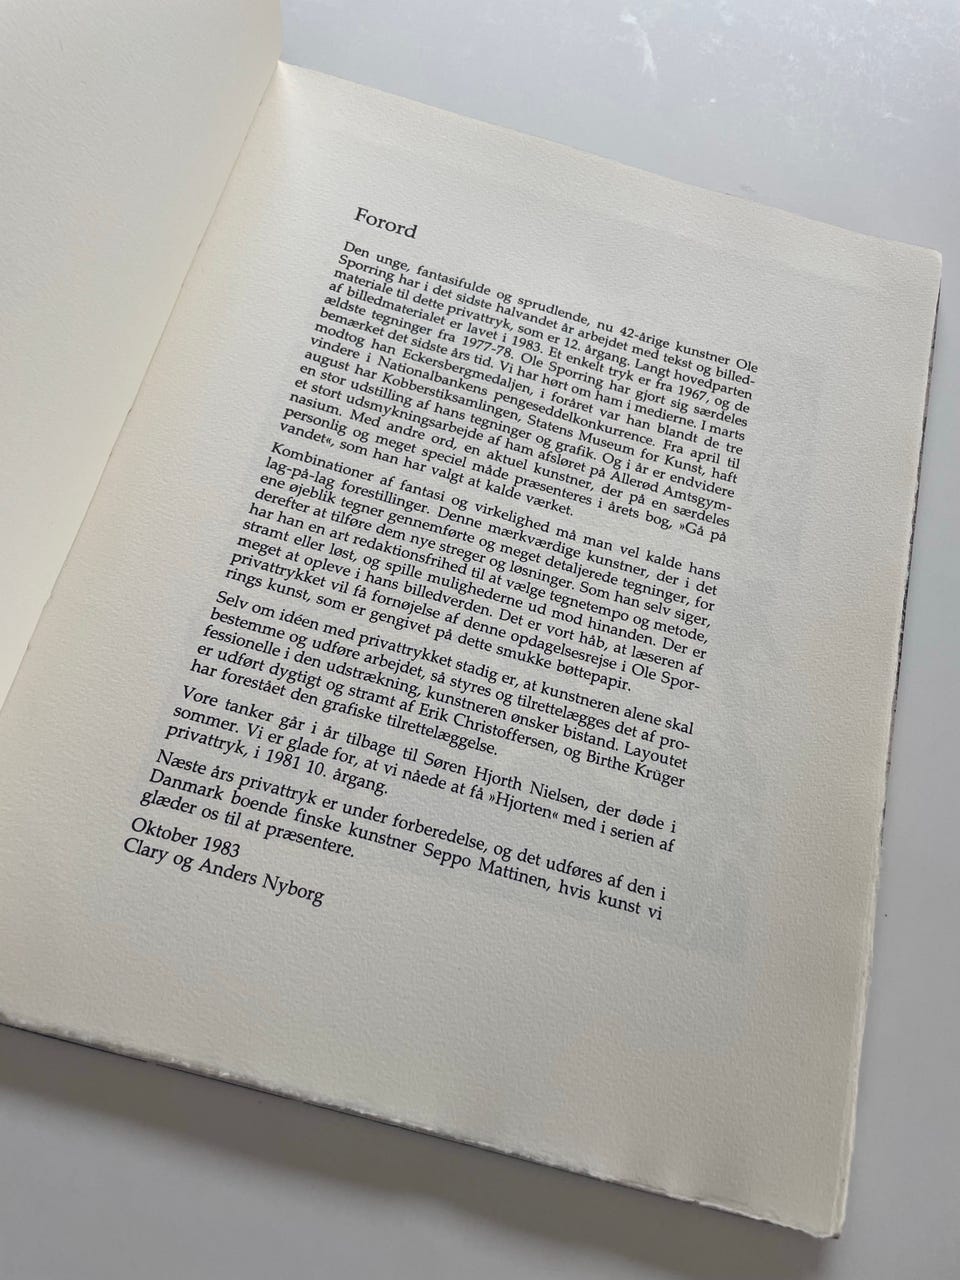 Forord
Den unge, fantasifulde og sprudlende, nu 42-årige kunstner Ole
Sporring har i det sidste halvandet år arbejdet med tekst og billed-
materiale til dette privattryk, som er 12. årgang. Langt hovedparten
af billedmaterialet er lavet i 1983. Et enkelt tryk er fra 1967, og de
ældste tegninger fra 1977-78. Ole Sporring har gjort sig særdeles
bemærket det sidste års tid. Vi har hørt om ham i medierne. I marts
modtog han Eckersbergmedaljen, i foråret var han blandt de tre
vindere i Nationalbankens pengeseddelkonkurrence. Fra april til
august har Kobberstiksamlingen, Statens Museum for Kunst, haft
en stor udstilling af hans tegninger og grafik. Og i år er endvidere
et stort udsmykningsarbejde af ham afsløret på Allerød Amtsgym-
nasium. Med andre ord, en aktuel kunstner, der på en særdeles
personlig og meget speciel måde præsenteres i årets bog, »Gå på
vandet«, som han har valgt at kalde værket.
Kombinationer af fantasi og virkelighed må man vel kalde hans
lag-på-lag forestillinger. Denne mærkværdige kunstner, der i det
ene øjeblik tegner gennemførte og meget detaljerede tegninger, for
derefter at tilføre dem nye streger og løsninger. Som han selv siger,
har han en art redaktionsfrihed til at vælge tegnetempo og metode,
stramt eller løst, og spille mulighederne ud mod hinanden. Der er
meget at opleve i hans billedverden. Det er vort håb, at læseren af
privattrykket vil få fornøjelse af denne opdagelsesrejse i Ole Spor-
rings kunst, som er gengivet på dette smukke bøttepapir.
Selv om idéen med privattrykket stadig er, at kunstneren alene skal
bestemme og udføre arbejdet, så styres og tilrettelægges det af pro-
fessionelle i den udstrækning, kunstneren ønsker bistand. Layoutet
er udført dygtigt og stramt af Erik Christoffersen, og Birthe Krüger
har forestået den grafiske tilrettelæggelse.
Vore tanker går i år tilbage til Søren Hjorth Nielsen, der døde i
sommer. Vi er glade for, at vi nåede at få »Hjorten« med i serien af
privattryk, i 1981 10. årgang.
Næste års privattryk er under forberedelse, og det udføres af den i
Danmark boende finske kunstner Seppo Mattinen, hvis kunst vi
glæder os til at præsentere.
Oktober 1983
Clary og Anders Nyborg